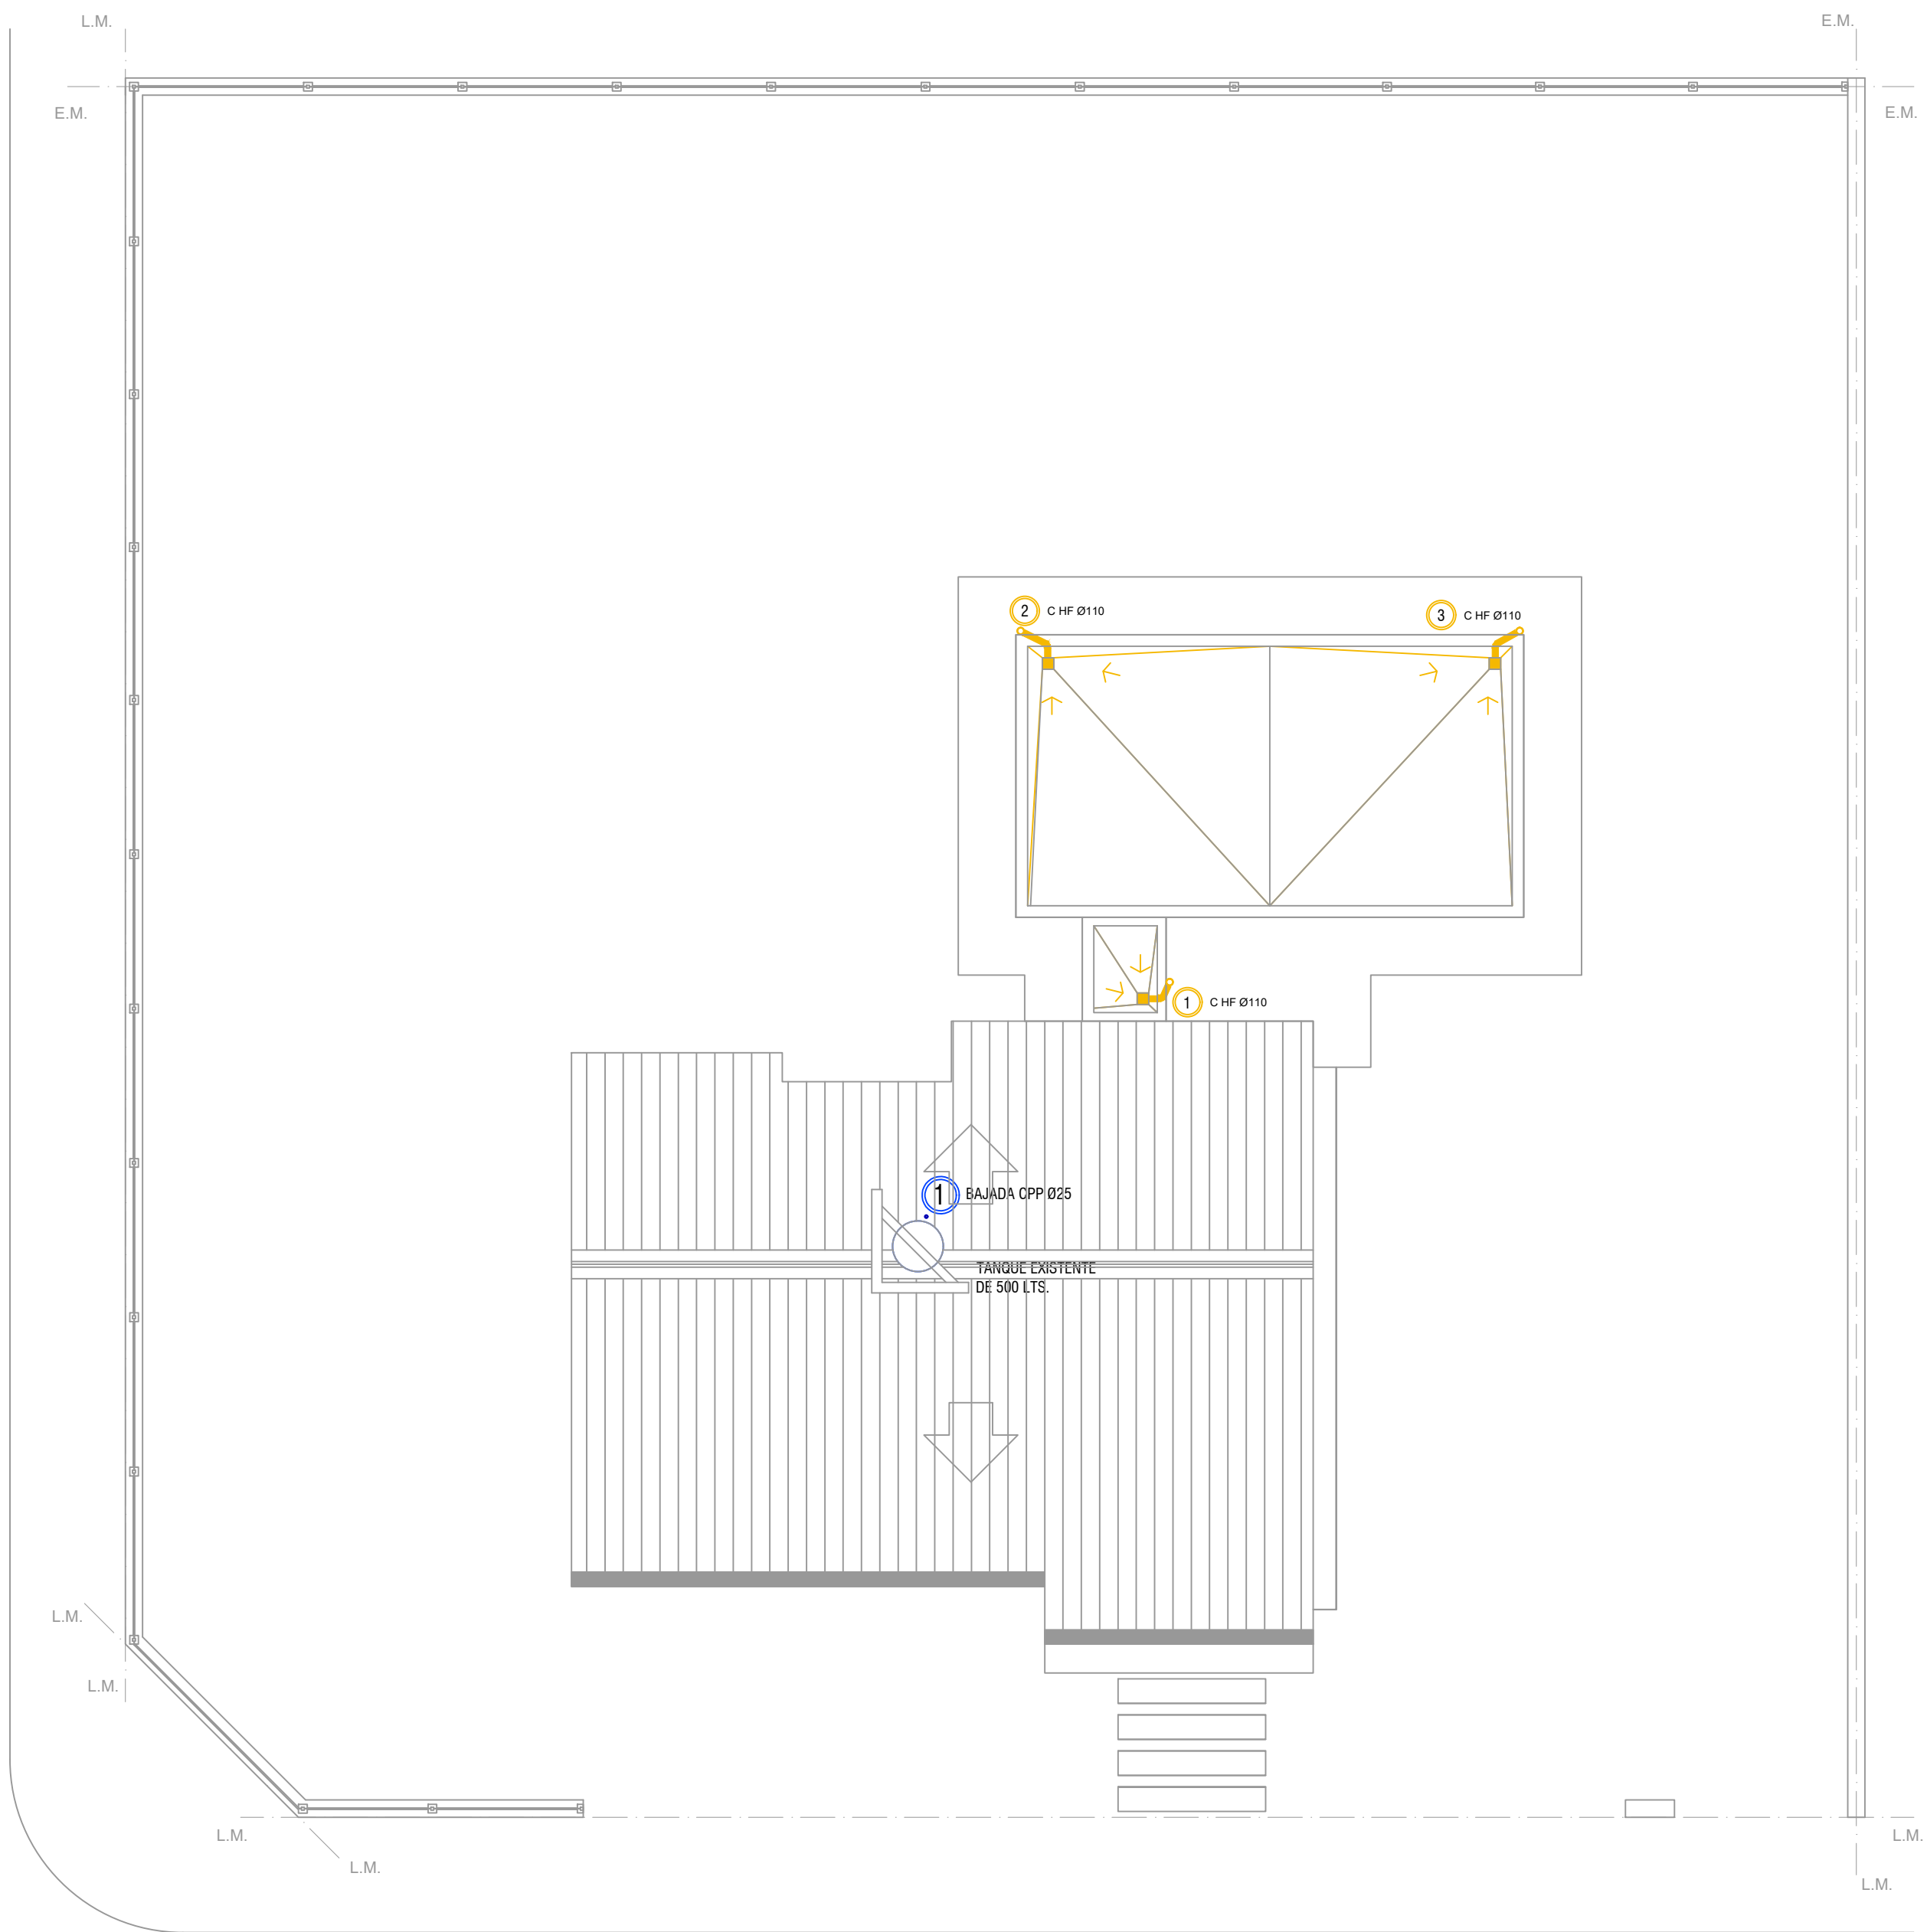 L.M.
E.M.
E.M.
E.M.
2 C HF Ø110
3 C HF Ø110
1 C HF Ø110
1 BAJADA CPP Ø25
TANQUE EXISTENTE
DE 500 LTS.
L.M.
L.M.
L.M.
L.M.
L.M.
L.M.